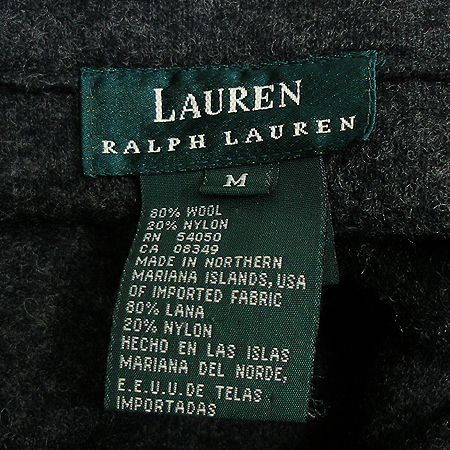 LAUREN
RALPH LAUREN
M
80% WOOL
20% NYLON
RN 54050
CA 08349
MADE IN NORTHERN
MARIANA ISLANDS, USA
OF IMPORTED FABRIC
80% LANA
20% NYLON
HECHO EN LAS ISLAS
MARIANA DEL NORDE,
E.E.U.U. DE TELAS
IMPORTADAS